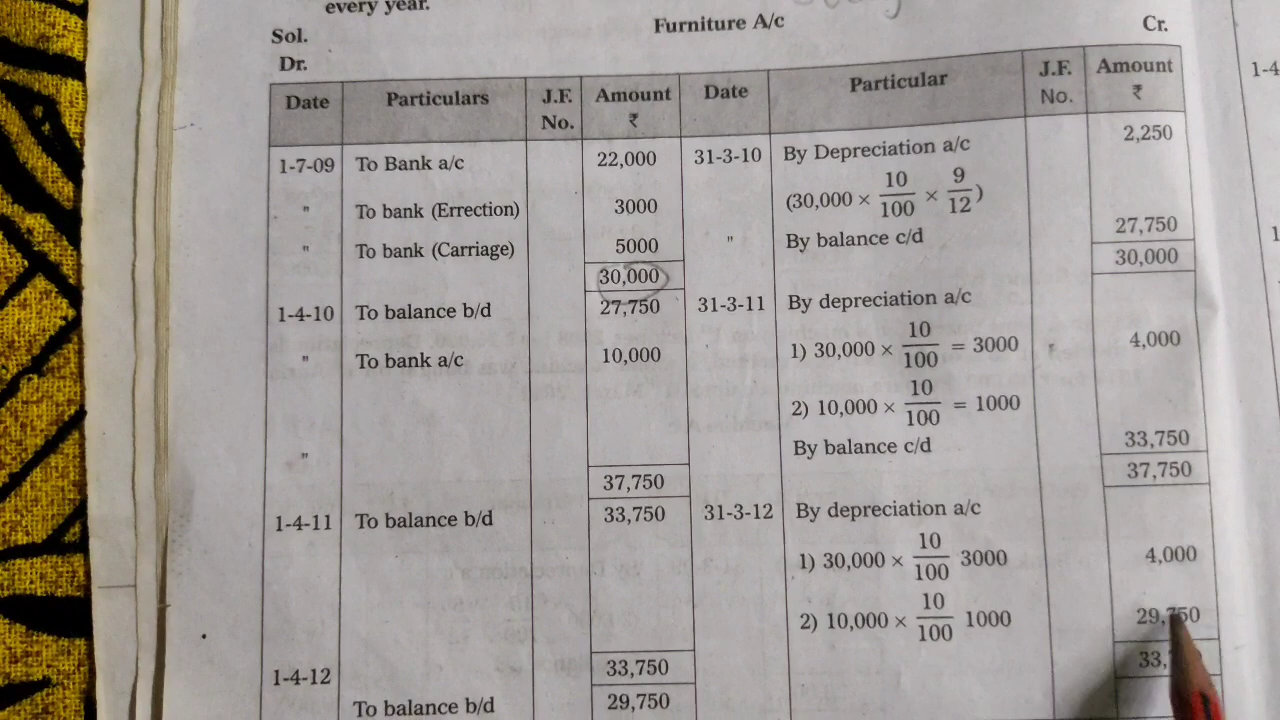 every year.
Sol.
Furniture A/c
Cr.
Dr.
Date Particulars J.F. No. Amount ₹ Date Particular J.F. No. Amount ₹
1-7-09 To Bank a/c 22,000 31-3-10 By Depreciation a/c 2,250
" To bank (Errection) 3000 (30,000 × 10/100 × 9/12)
" To bank (Carriage) 5000 " By balance c/d 27,750
30,000 30,000
1-4-10 To balance b/d 27,750 31-3-11 By depreciation a/c
" To bank a/c 10,000 1) 30,000 × 10/100 = 3000 4,000
2) 10,000 × 10/100 = 1000
" By balance c/d 33,750
37,750 37,750
1-4-11 To balance b/d 33,750 31-3-12 By depreciation a/c
1) 30,000 × 10/100 3000 4,000
2) 10,000 × 10/100 1000 29,750
33,750 33,
1-4-12
To balance b/d 29,750
1-4
1